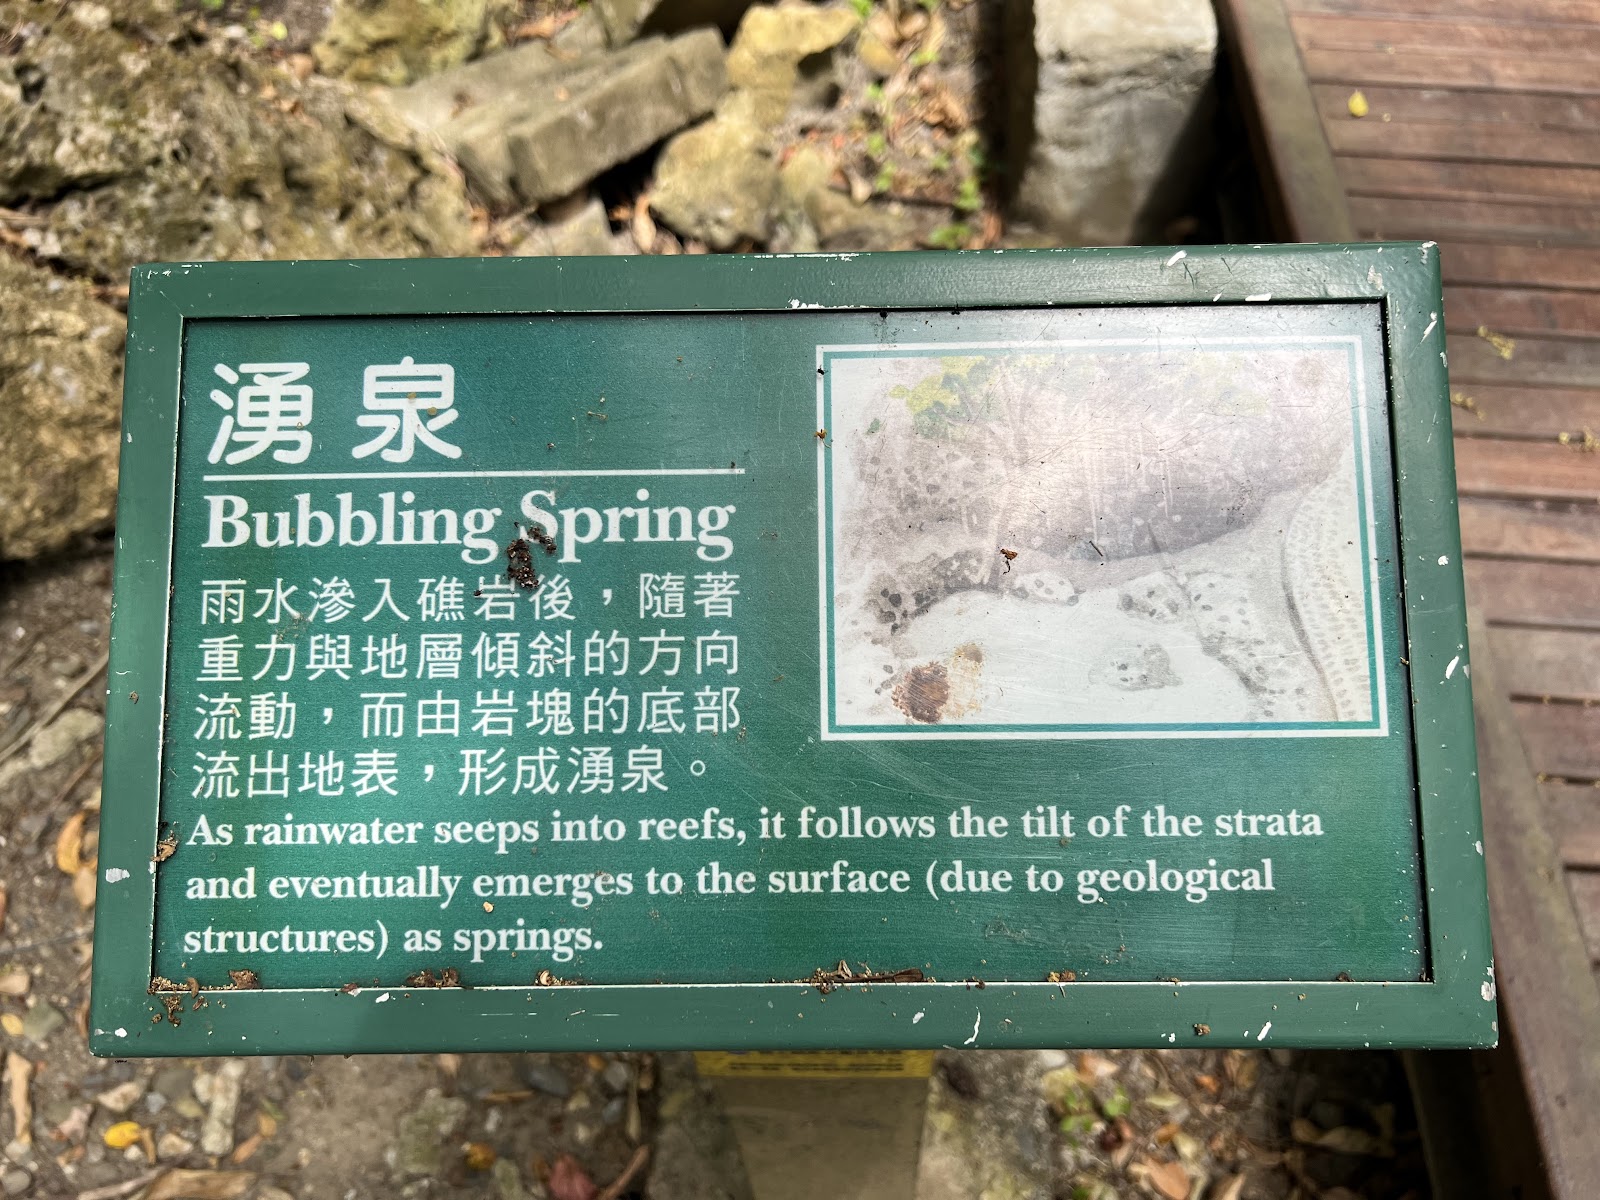 湧泉
Bubbling Spring
雨水滲入礁岩後，隨著
重力與地層傾斜的方向
流動，而由岩塊的底部
流出地表，形成湧泉。
As rainwater seeps into reefs, it follows the tilt of the strata
and eventually emerges to the surface (due to geological
structures) as springs.